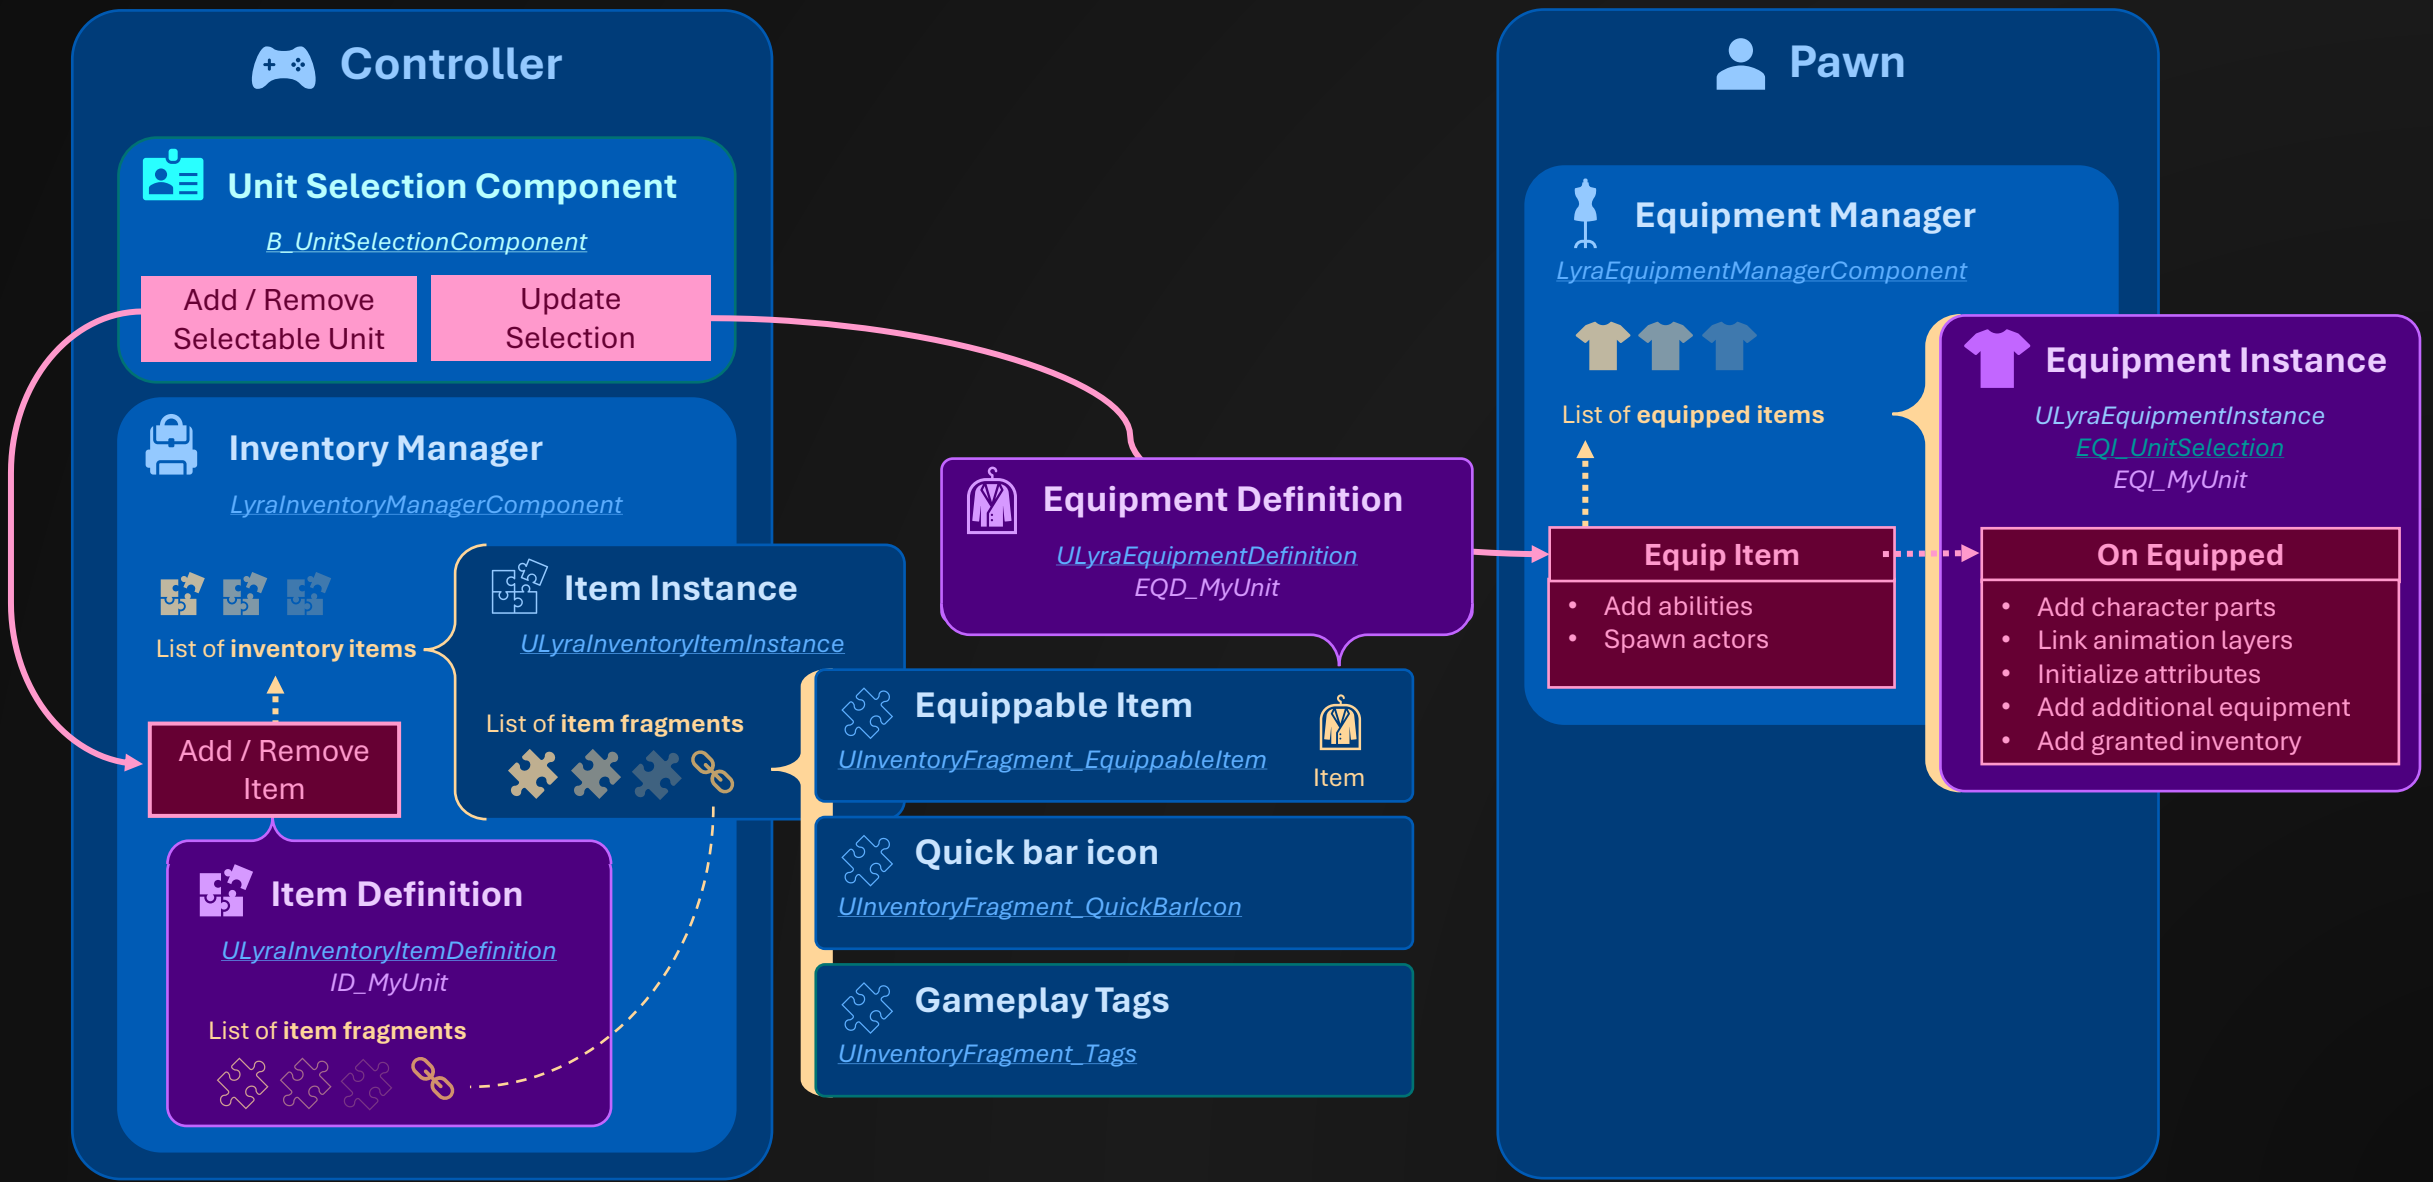 Controller
Unit Selection Component
B_UnitSelectionComponent
Add / Remove
Selectable Unit
Update
Selection
Inventory Manager
LyraInventoryManagerComponent
List of inventory items
Add / Remove
Item
Item Definition
ULyraInventoryItemDefinition
ID_MyUnit
List of item fragments
Item Instance
ULyraInventoryItemInstance
List of item fragments
Equipment Definition
ULyraEquipmentDefinition
EQD_MyUnit
Equippable Item
UInventoryFragment_EquippableItem
Item
Quick bar icon
UInventoryFragment_QuickBarIcon
Gameplay Tags
UInventoryFragment_Tags
Pawn
Equipment Manager
LyraEquipmentManagerComponent
List of equipped items
Equip Item
• Add abilities
• Spawn actors
Equipment Instance
ULyraEquipmentInstance
EQI_UnitSelection
EQI_MyUnit
On Equipped
• Add character parts
• Link animation layers
• Initialize attributes
• Add additional equipment
• Add granted inventory